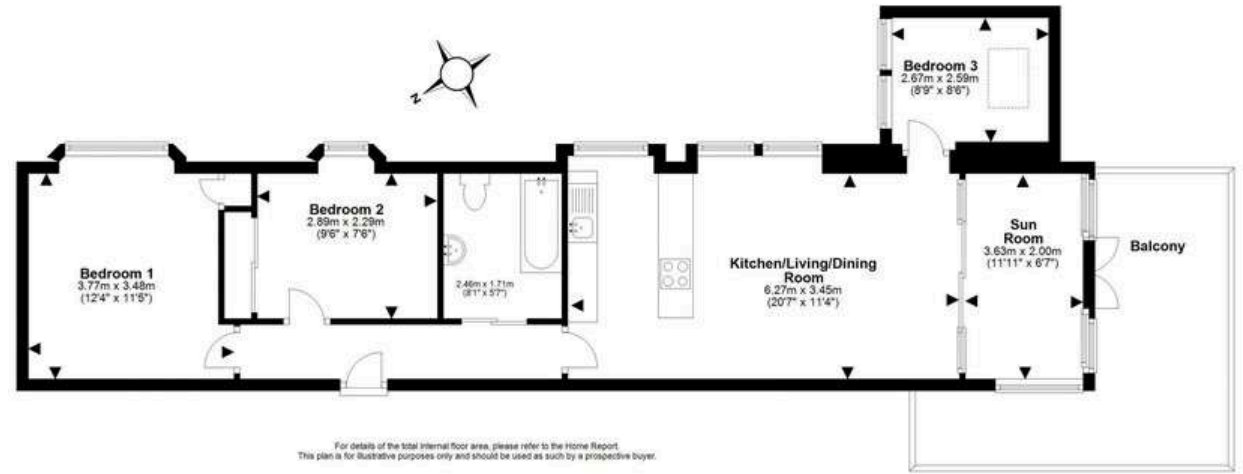 Bedroom 3
2.67m x 2.59m
(8'9" x 8'6")
N
Bedroom 1
3.77m x 3.48m
(12'4" x 11'5")
Bedroom 2
2.89m x 2.29m
(9'6" x 7'6")
2.46m x 1.71m
(8'1" x 5'7")
Kitchen/Living/Dining
Room
6.27m x 3.45m
(20'7" x 11'4")
Sun
Room
3.63m x 2.00m
(11'11" x 6'7")
Balcony
For details of the total internal floor area, please refer to the Home Report.
This plan is for illustrative purposes only and should be used as such by a prospective buyer.